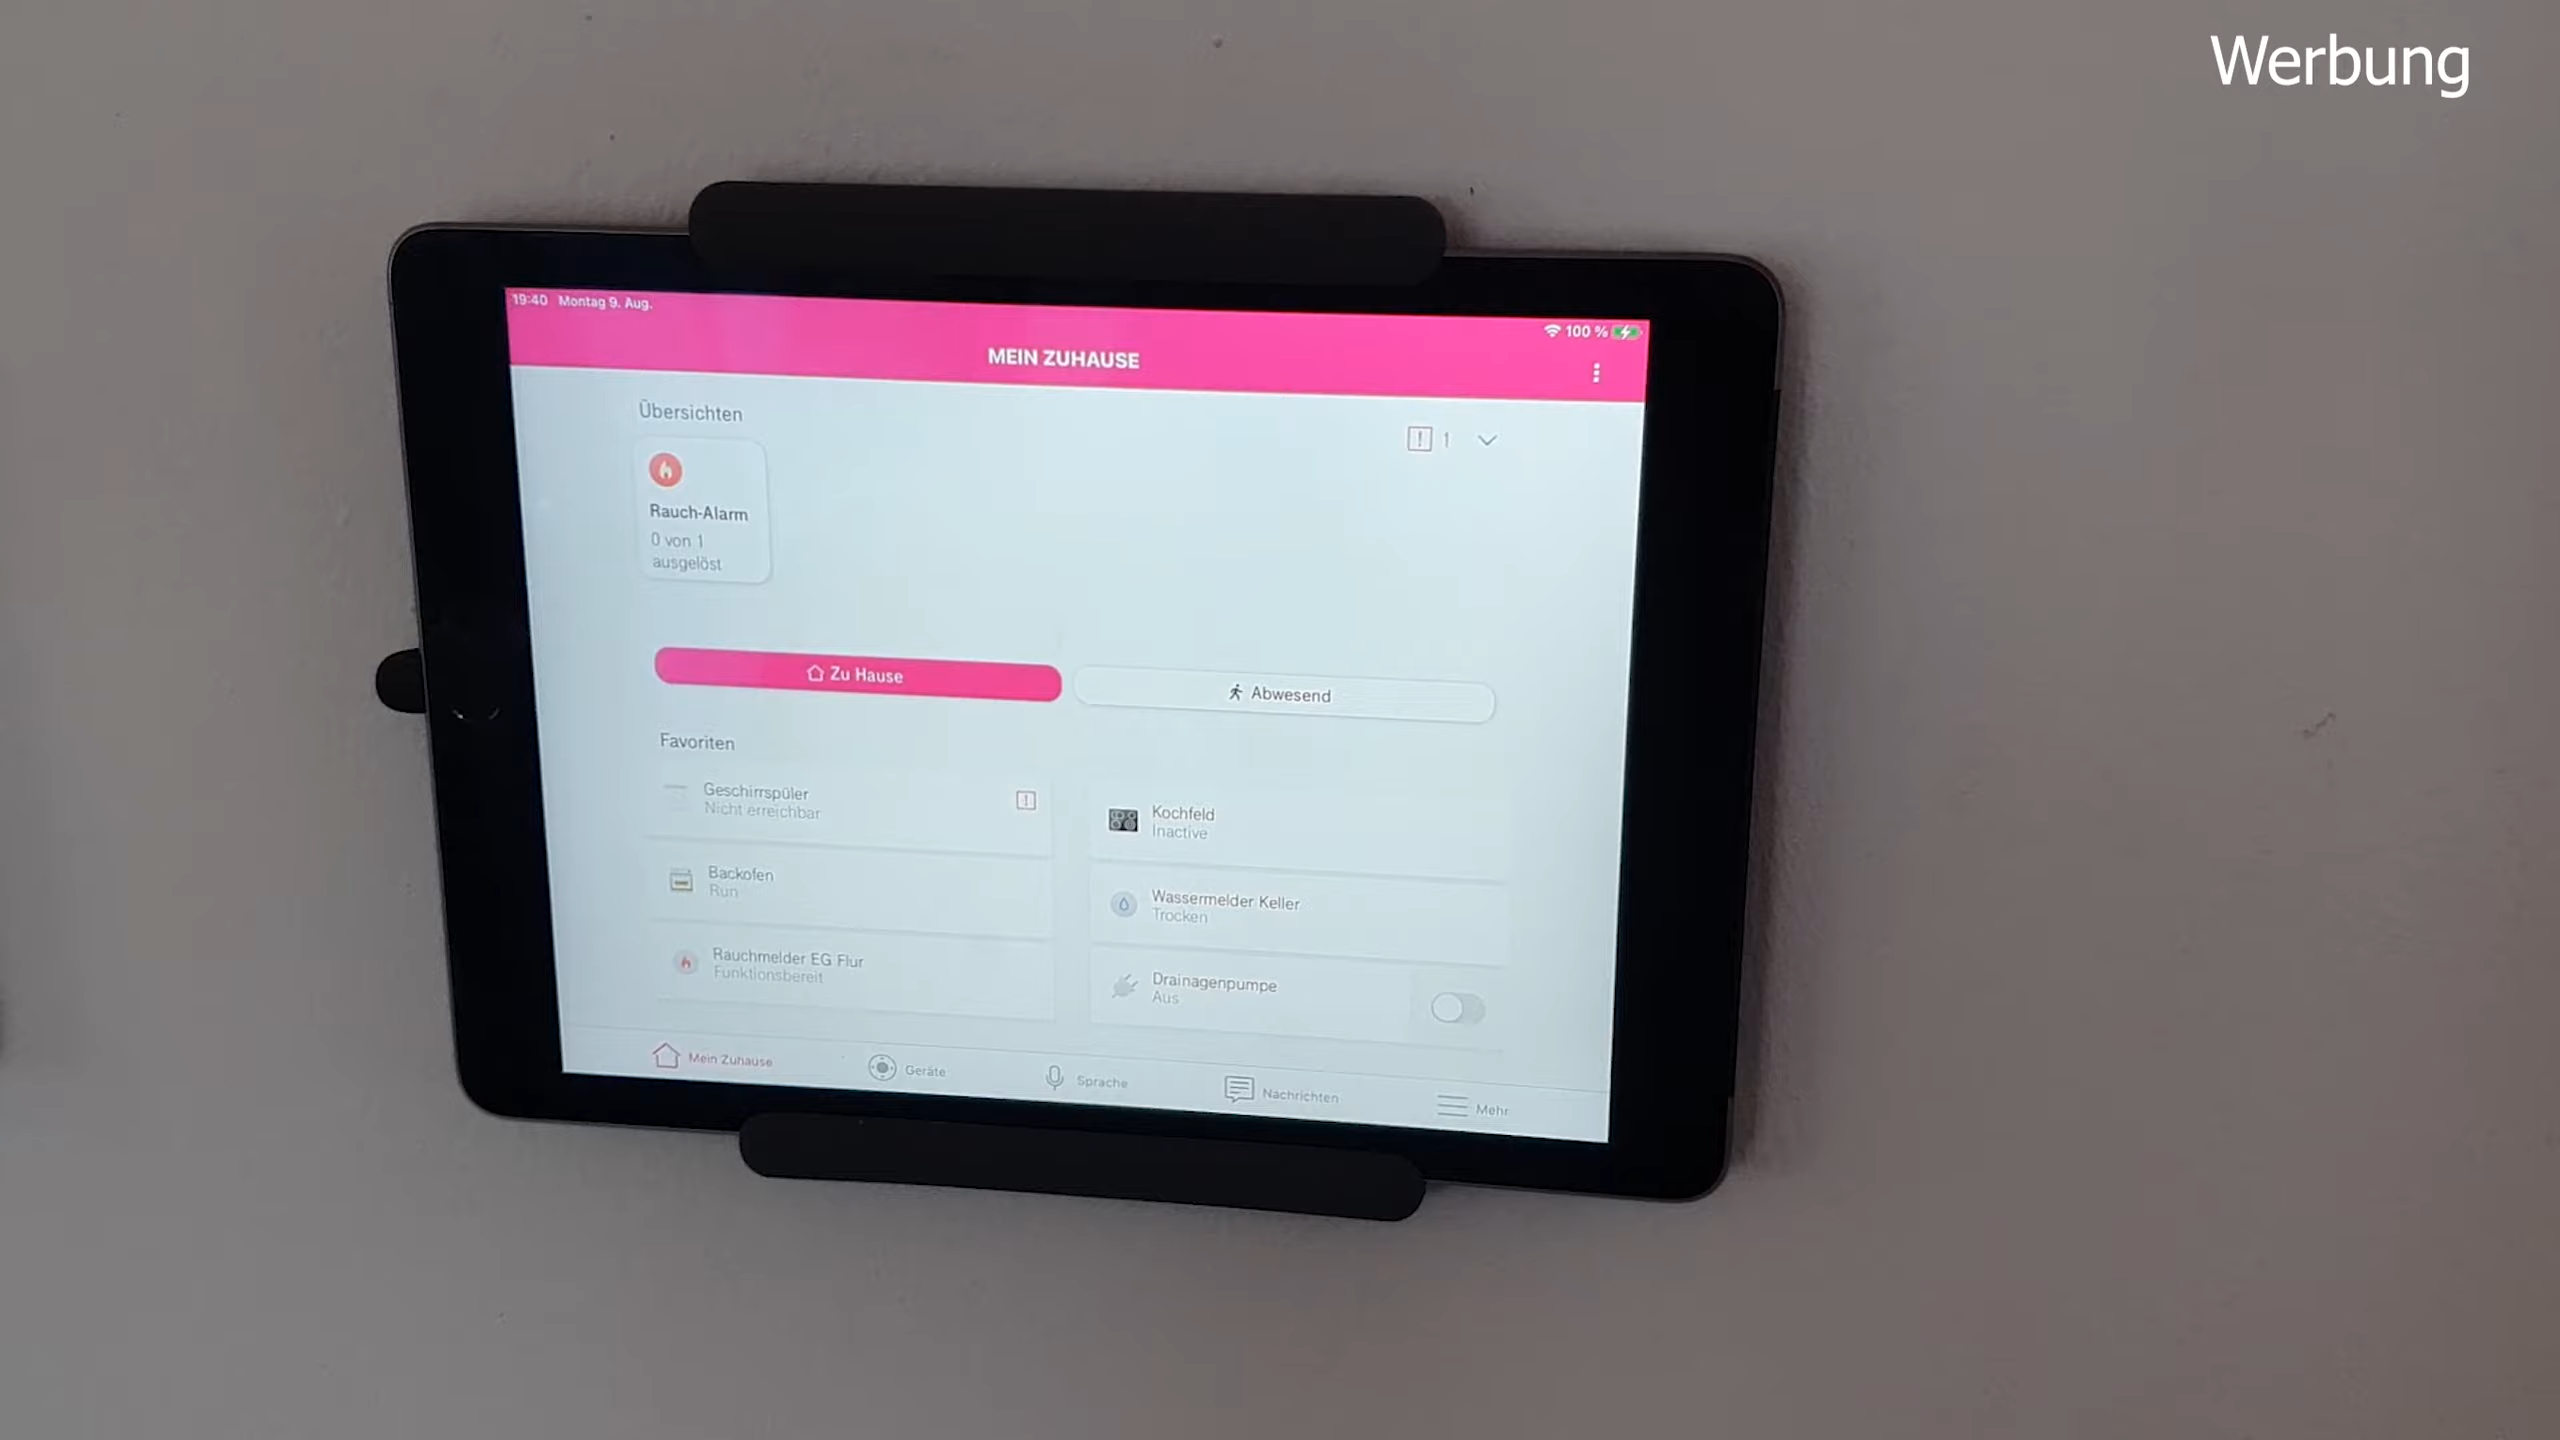 Werbung
19:40 Montag 9. Aug.
100 %
MEIN ZUHAUSE
Übersichten
1
Rauch-Alarm
0 von 1
ausgelöst
Zu Hause
Abwesend
Favoriten
Geschirrspüler
Nicht erreichbar
Kochfeld
Inactive
Backofen
Run
Wassermelder Keller
Trocken
Rauchmelder EG Flur
Funktionsbereit
Drainagenpumpe
Aus
Mein Zuhause
Geräte
Sprache
Nachrichten
Mehr